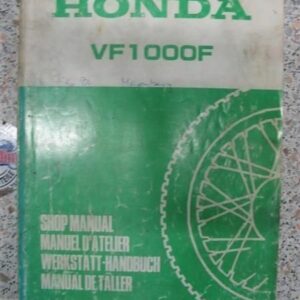 HONDA
VF1000F
SHOP MANUAL
MANUEL D'ATELIER
WERKSTATT-HANDBUCH
MANUAL DE TALLER